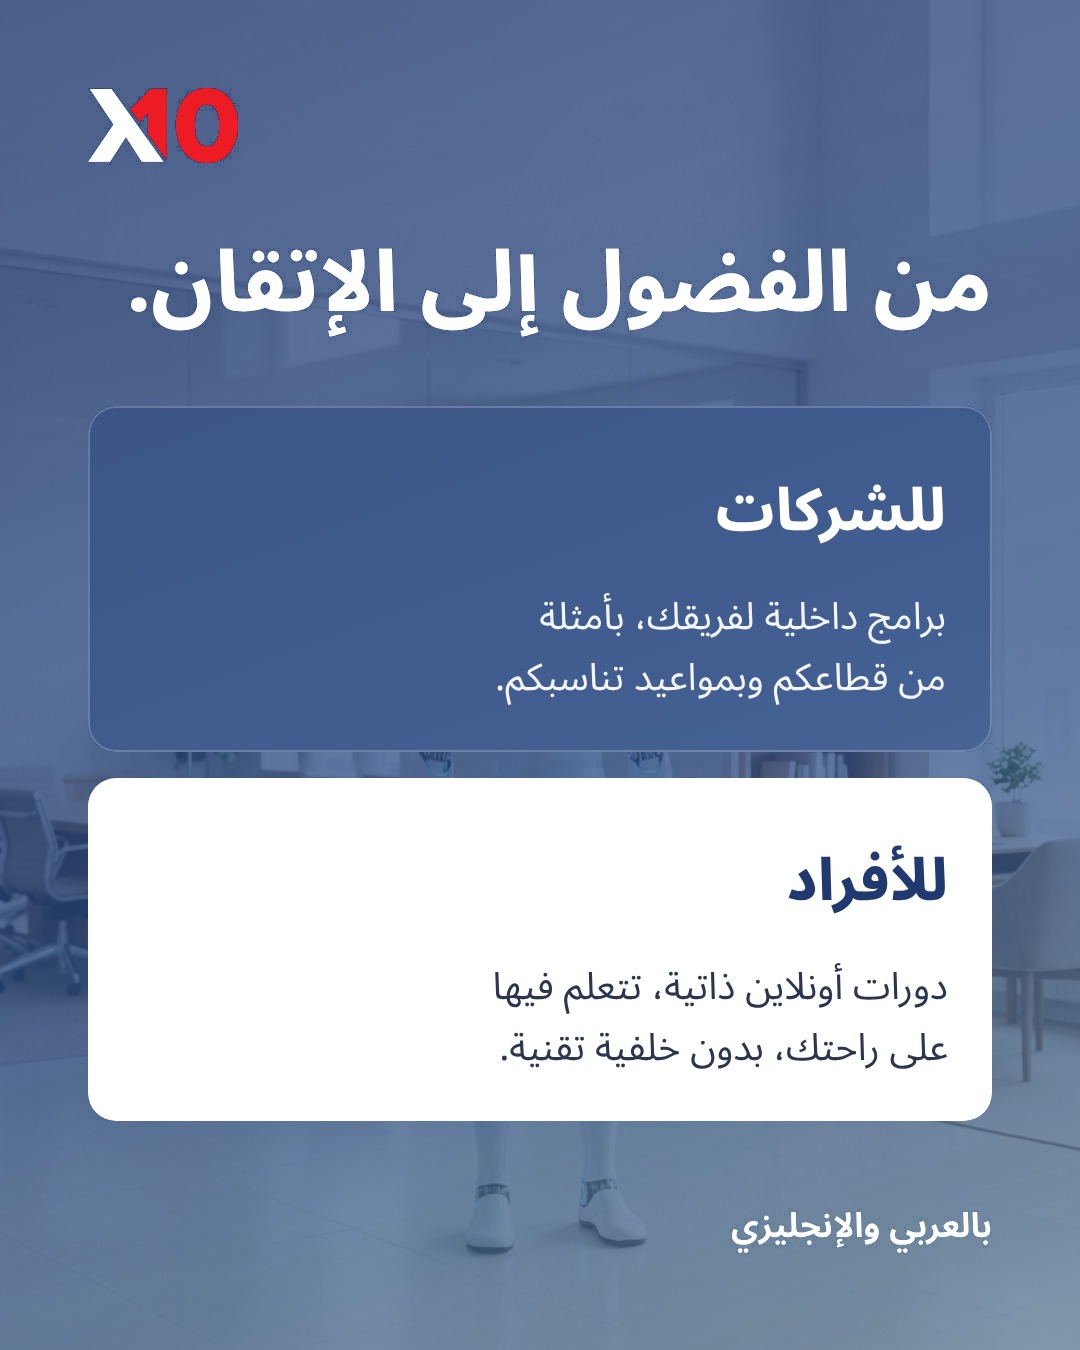 X10
من الفضول إلى الإتقان.
للشركات
برامج داخلية لفريقك، بأمثلة
من قطاعكم وبمواعيد تناسبكم.
للأفراد
دورات أونلاين ذاتية، تتعلم فيها
على راحتك، بدون خلفية تقنية.
بالعربي والإنجليزي